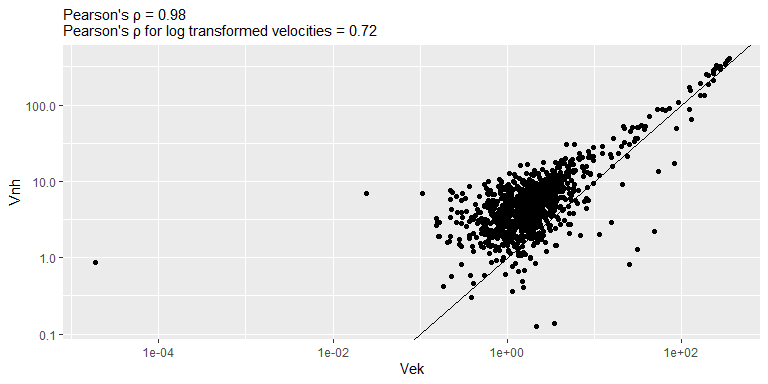 Pearson's ρ = 0.98
Pearson's ρ for log transformed velocities = 0.72
100.0
10.0
1.0
0.1
Vnh
1e-04
1e-02
1e+00
1e+02
Vek